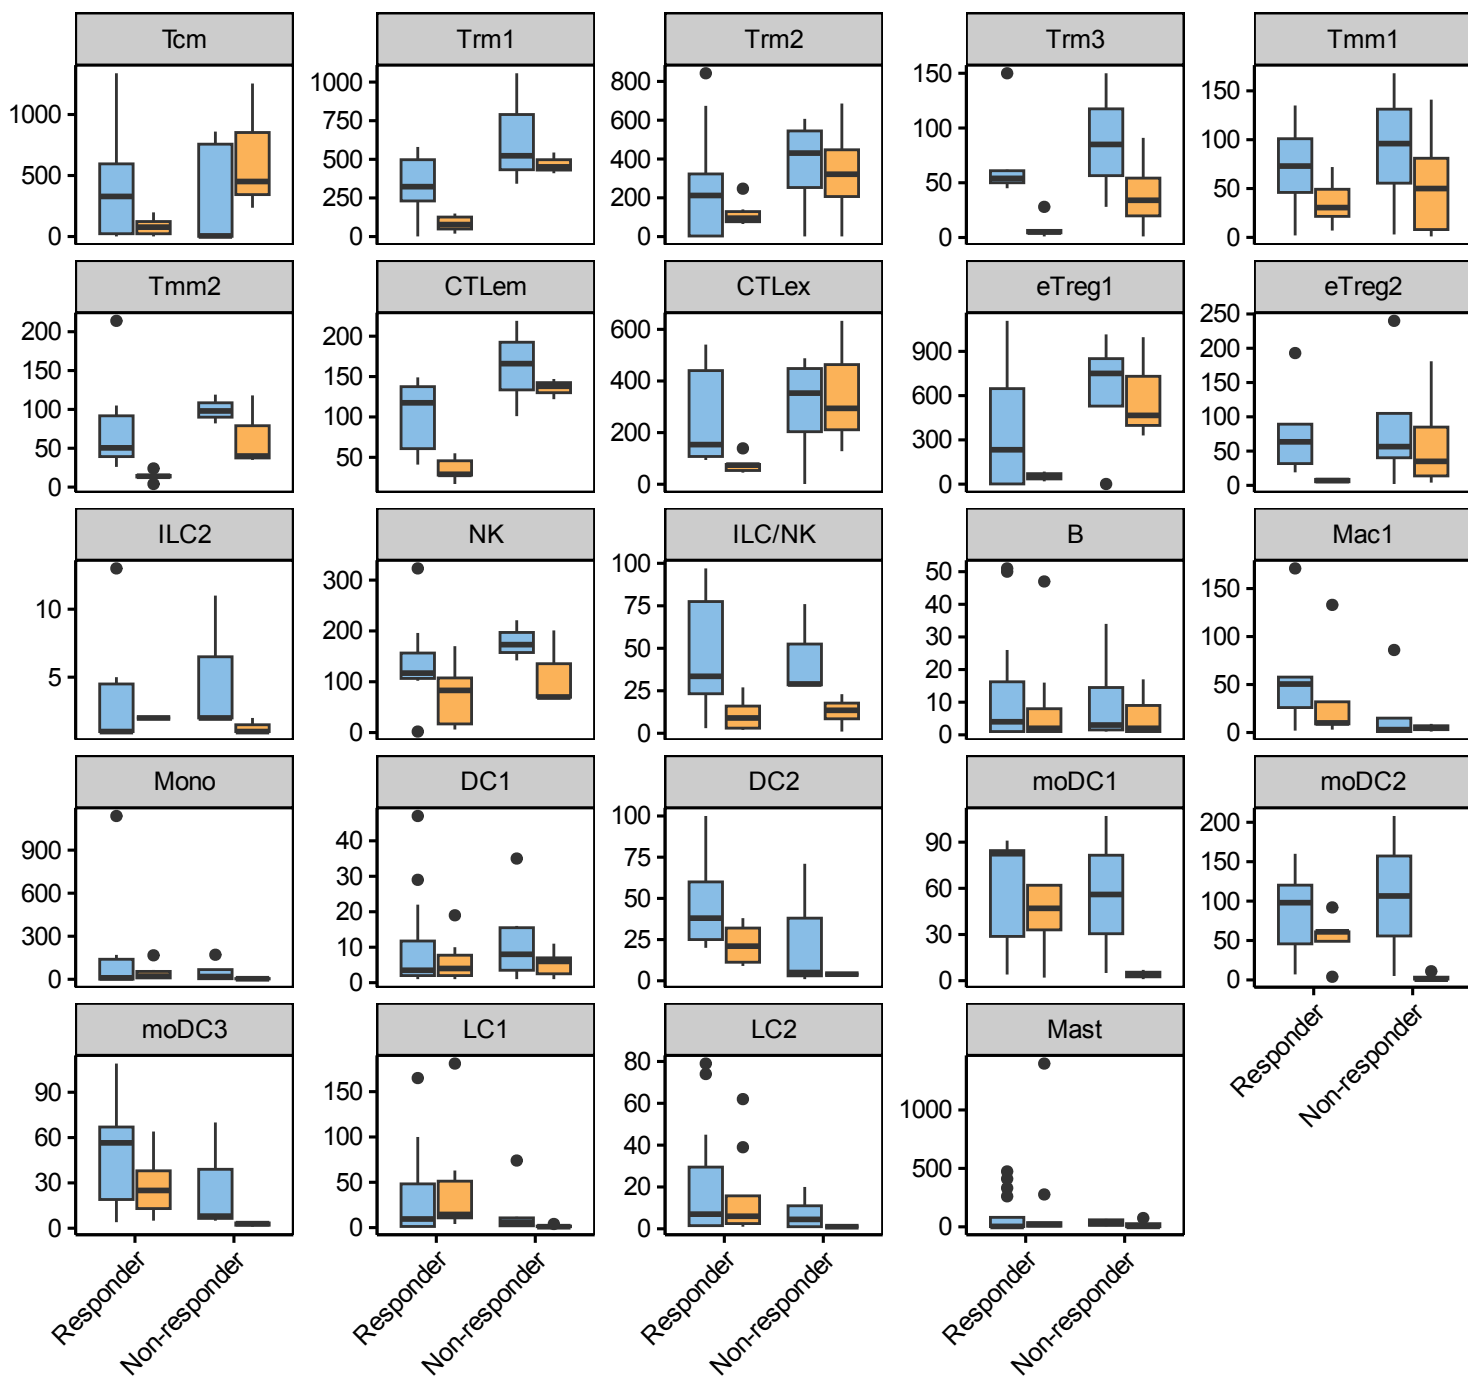 Tcm Trm1 Trm2 Trm3 Tmm1
1000 500 0
1000 750 500 250 0
800 600 400 200 0
150 100 50 0
150 100 50 0
Tmm2 CTLem CTLex eTreg1 eTreg2
200 150 100 50 0
200 150 100 50
600 400 200 0
900 600 300 0
250 200 150 100 50 0
ILC2 NK ILC/NK B Mac1
10 5
300 200 100 0
100 75 50 25 0
50 40 30 20 10 0
150 100 50 0
Mono DC1 DC2 moDC1 moDC2
900 600 300 0
40 30 20 10 0
100 75 50 25 0
90 60 30 0
200 150 100 50 0
moDC3 LC1 LC2 Mast
90 60 30 0
150 100 50 0
80 60 40 20 0
1000 500 0
Responder Non-responder
Responder Non-responder
Responder Non-responder
Responder Non-responder
Responder Non-responder